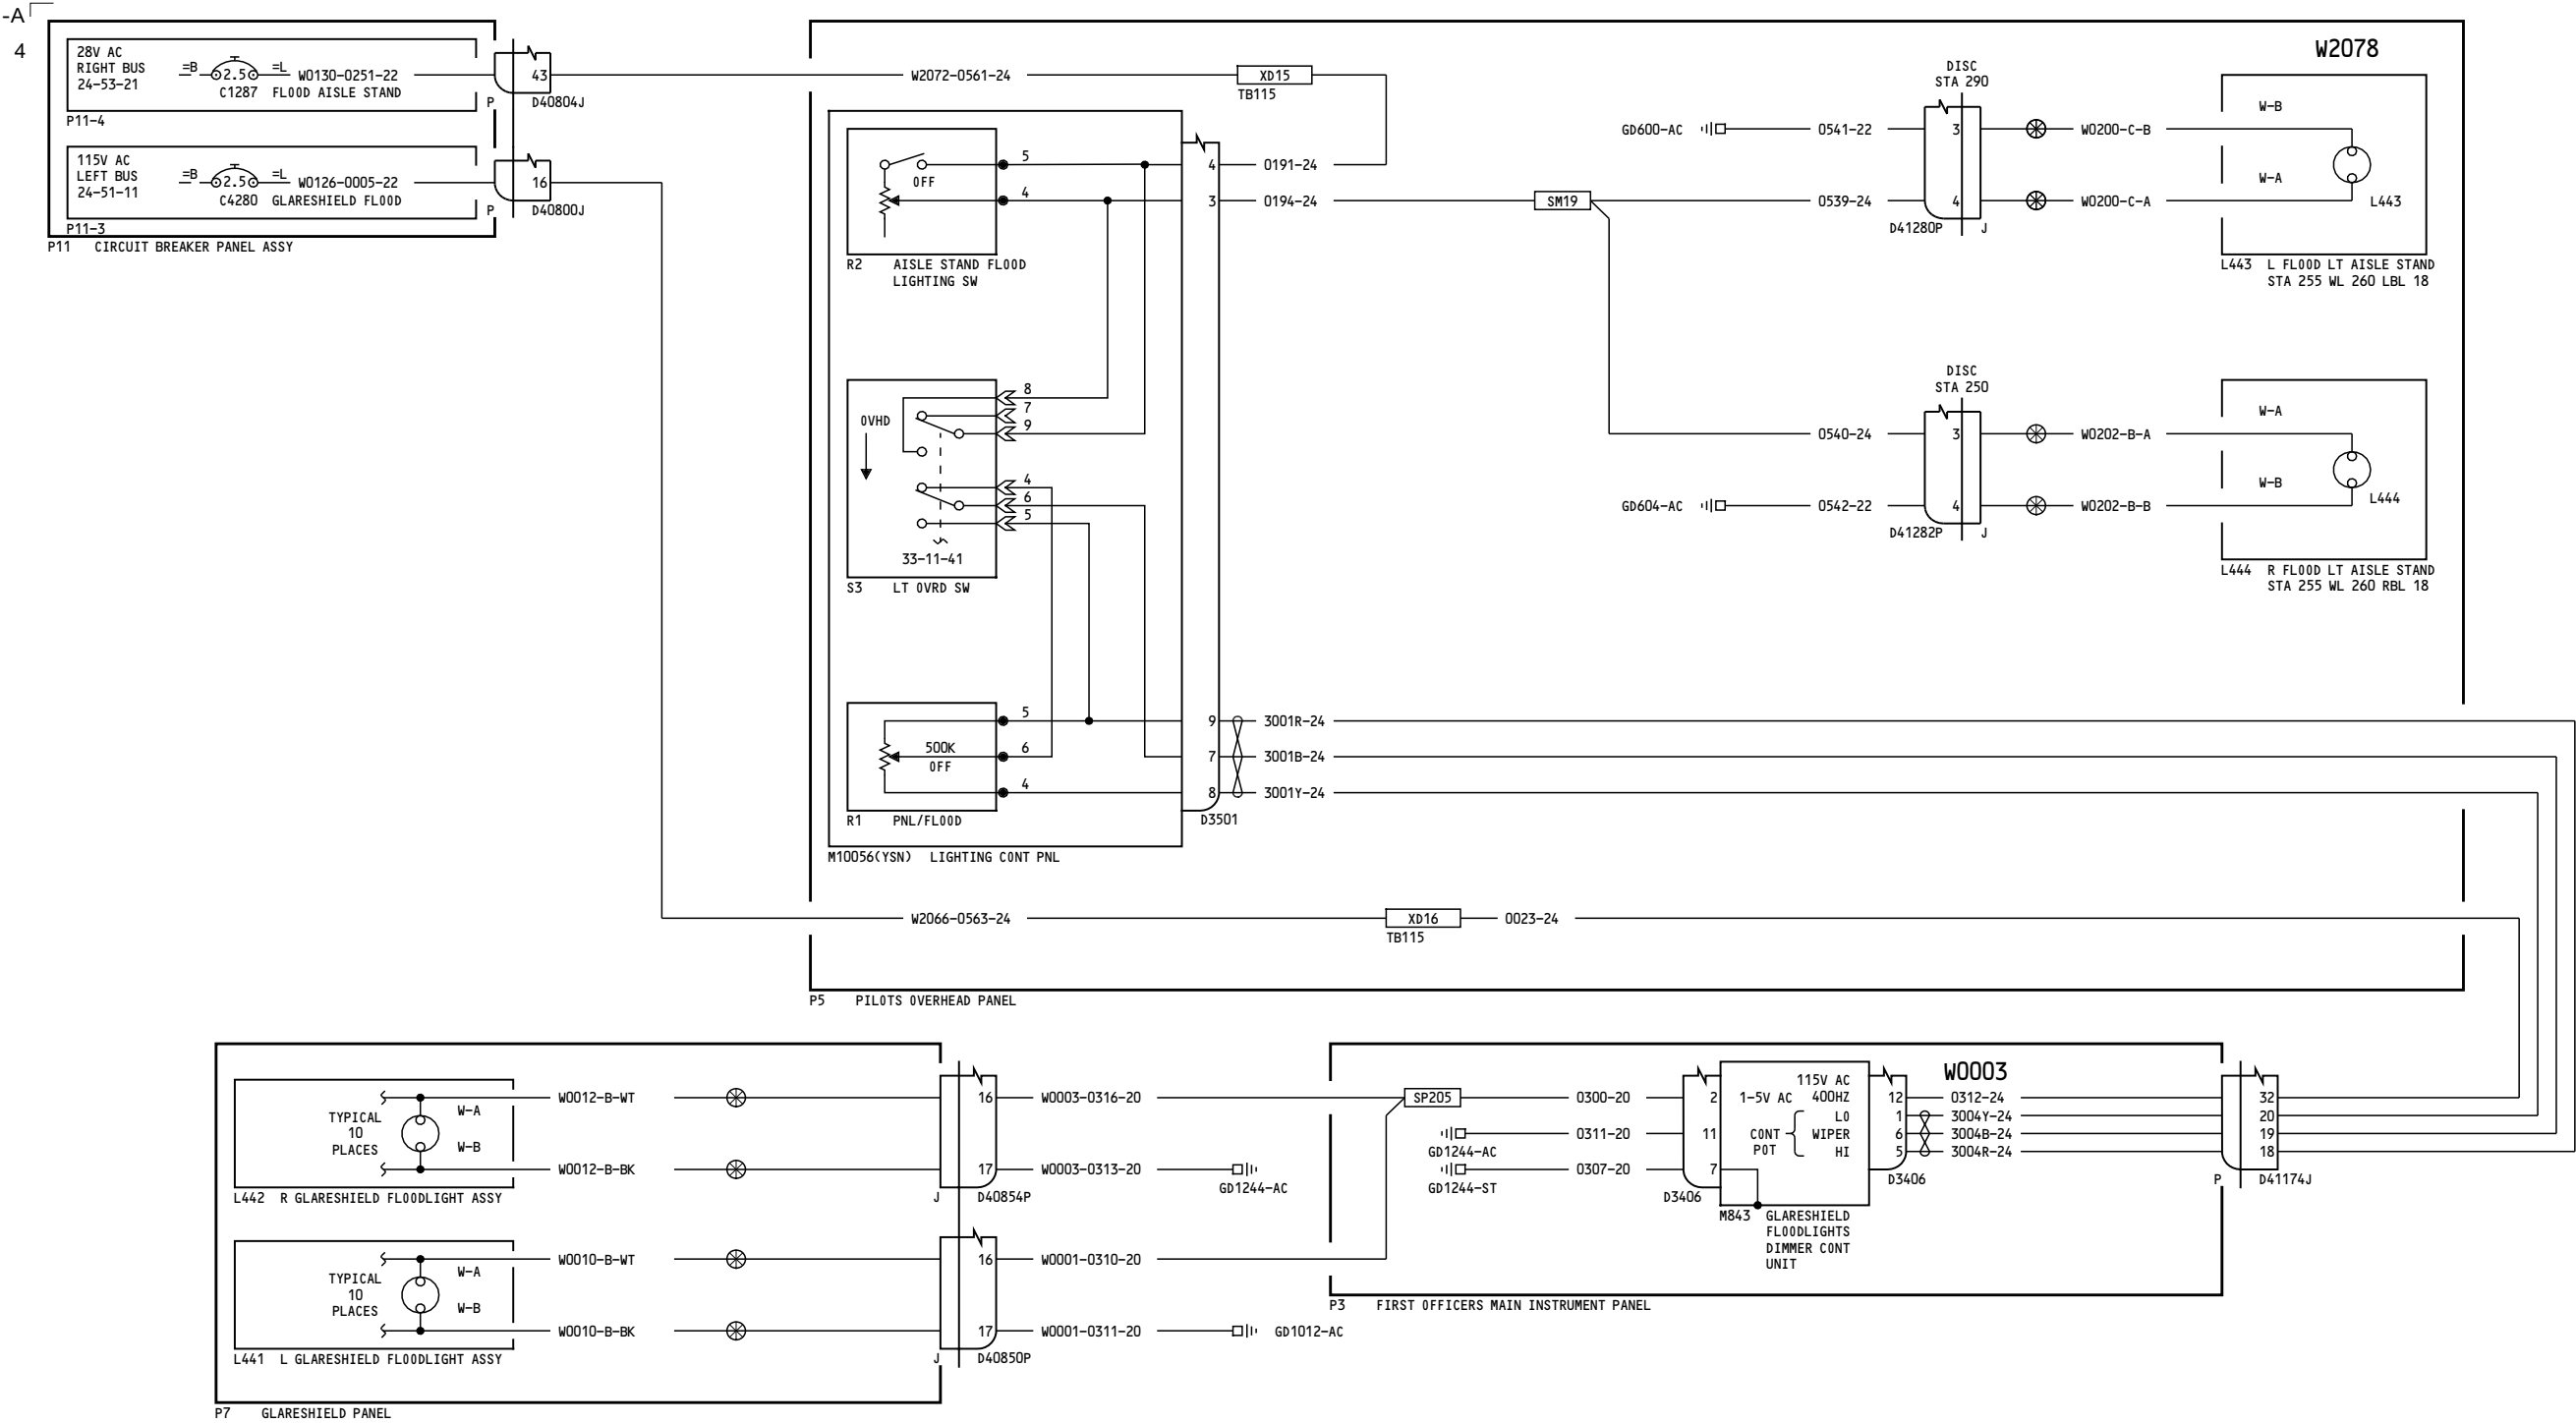 -A
4
28V AC
RIGHT BUS
24-53-21
=B
2.5
=L
W0130-0251-22
C1287
FLOOD AISLE STAND
P11-4
43
P
D40804J
115V AC
LEFT BUS
24-51-11
=B
2.5
=L
W0126-0005-22
C4280
GLARESHIELD FLOOD
P11-3
16
P
D40800J
P11 CIRCUIT BREAKER PANEL ASSY
W2078
W2072-0561-24
XD15
TB115
5
OFF
4
R2 AISLE STAND FLOOD
LIGHTING SW
4
0191-24
3
0194-24
SM19
DISC
STA 290
GD600-AC
0541-22
3
W0200-C-B
W-B
0539-24
4
W0200-C-A
W-A
L443
D41280P
J
L443 L FLOOD LT AISLE STAND
STA 255 WL 260 LBL 18
OVHD
8
7
9
4
6
5
33-11-41
S3 LT OVRD SW
DISC
STA 250
0540-24
3
W0202-B-A
W-A
GD604-AC
0542-22
4
W0202-B-B
W-B
L444
D41282P
J
L444 R FLOOD LT AISLE STAND
STA 255 WL 260 RBL 18
5
500K
6
OFF
4
R1 PNL/FLOOD
9
3001R-24
7
3001B-24
8
3001Y-24
D3501
M10056(YSN) LIGHTING CONT PNL
W2066-0563-24
XD16
TB115
0023-24
P5 PILOTS OVERHEAD PANEL
TYPICAL
10
PLACES
W-A
W-B
W0012-B-WT
W0012-B-BK
L442 R GLARESHIELD FLOODLIGHT ASSY
16
W0003-0316-20
17
W0003-0313-20
GD1244-AC
J
D40854P
TYPICAL
10
PLACES
W-A
W-B
W0010-B-WT
W0010-B-BK
L441 L GLARESHIELD FLOODLIGHT ASSY
16
W0001-0310-20
17
W0001-0311-20
GD1012-AC
J
D40850P
P7 GLARESHIELD PANEL
SP205
0300-20
2
GD1244-AC
0311-20
11
GD1244-ST
0307-20
7
D3406
115V AC
1-5V AC 400HZ
LO
CONT
POT
WIPER
HI
M843 GLARESHIELD
FLOODLIGHTS
DIMMER CONT
UNIT
W0003
12
0312-24
1
3004Y-24
6
3004B-24
5
3004R-24
D3406
32
20
19
18
P
D41174J
P3 FIRST OFFICERS MAIN INSTRUMENT PANEL